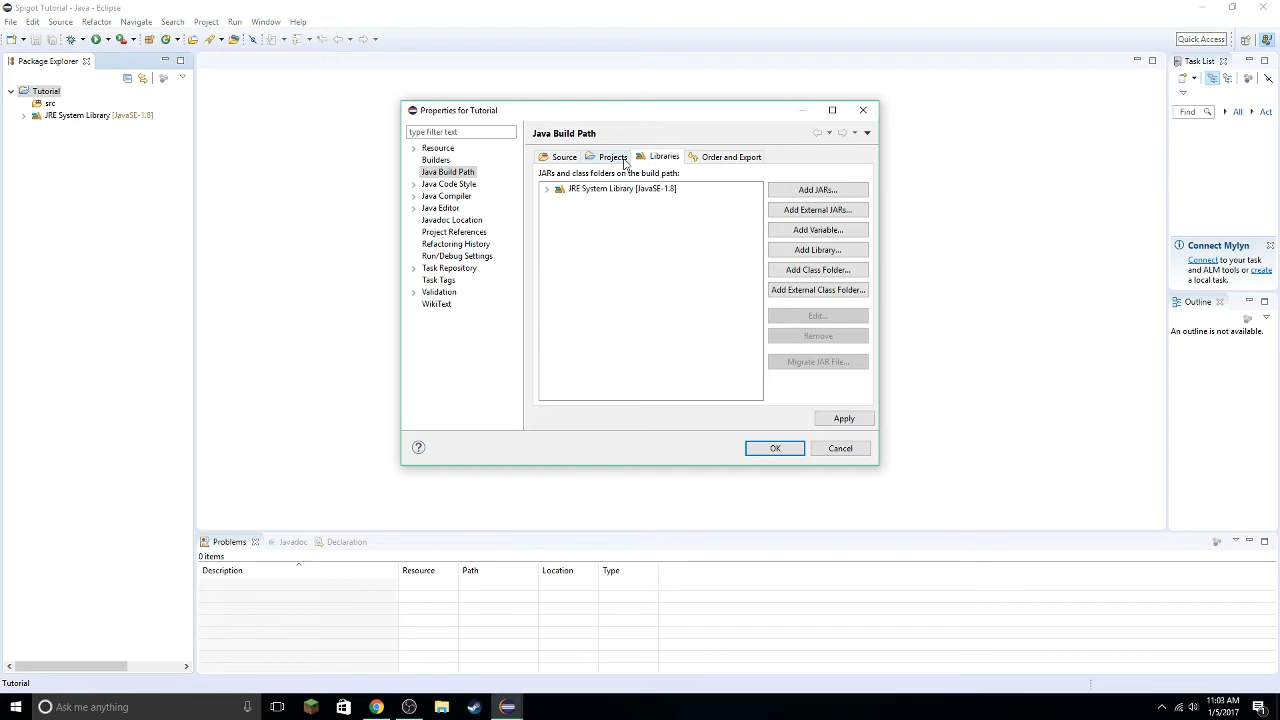 Spigot Tutorial - Java - Eclipse
File Edit Source Refactor Navigate Search Project Run Window Help
Quick Access
Package Explorer
Tutorial
src
JRE System Library [JavaSE-1.8]
Properties for Tutorial
type filter text
Resource
Builders
Java Build Path
Java Code Style
Java Compiler
Java Editor
Javadoc Location
Project References
Refactoring History
Run/Debug Settings
Task Repository
Task Tags
Validation
WikiText
Java Build Path
Source Projects Libraries Order and Export
JARs and class folders on the build path:
JRE System Library [JavaSE-1.8]
Add JARs...
Add External JARs...
Add Variable...
Add Library...
Add Class Folder...
Add External Class Folder...
Edit...
Remove
Migrate JAR File...
Apply
OK Cancel
Task List
Find All Act
Connect Mylyn
Connect to your task
and ALM tools or create
a local task.
Outline
An outline is not available.
Problems Javadoc Declaration
0 items
Description Resource Path Location Type
Tutorial
Ask me anything
11:03 AM
1/5/2017